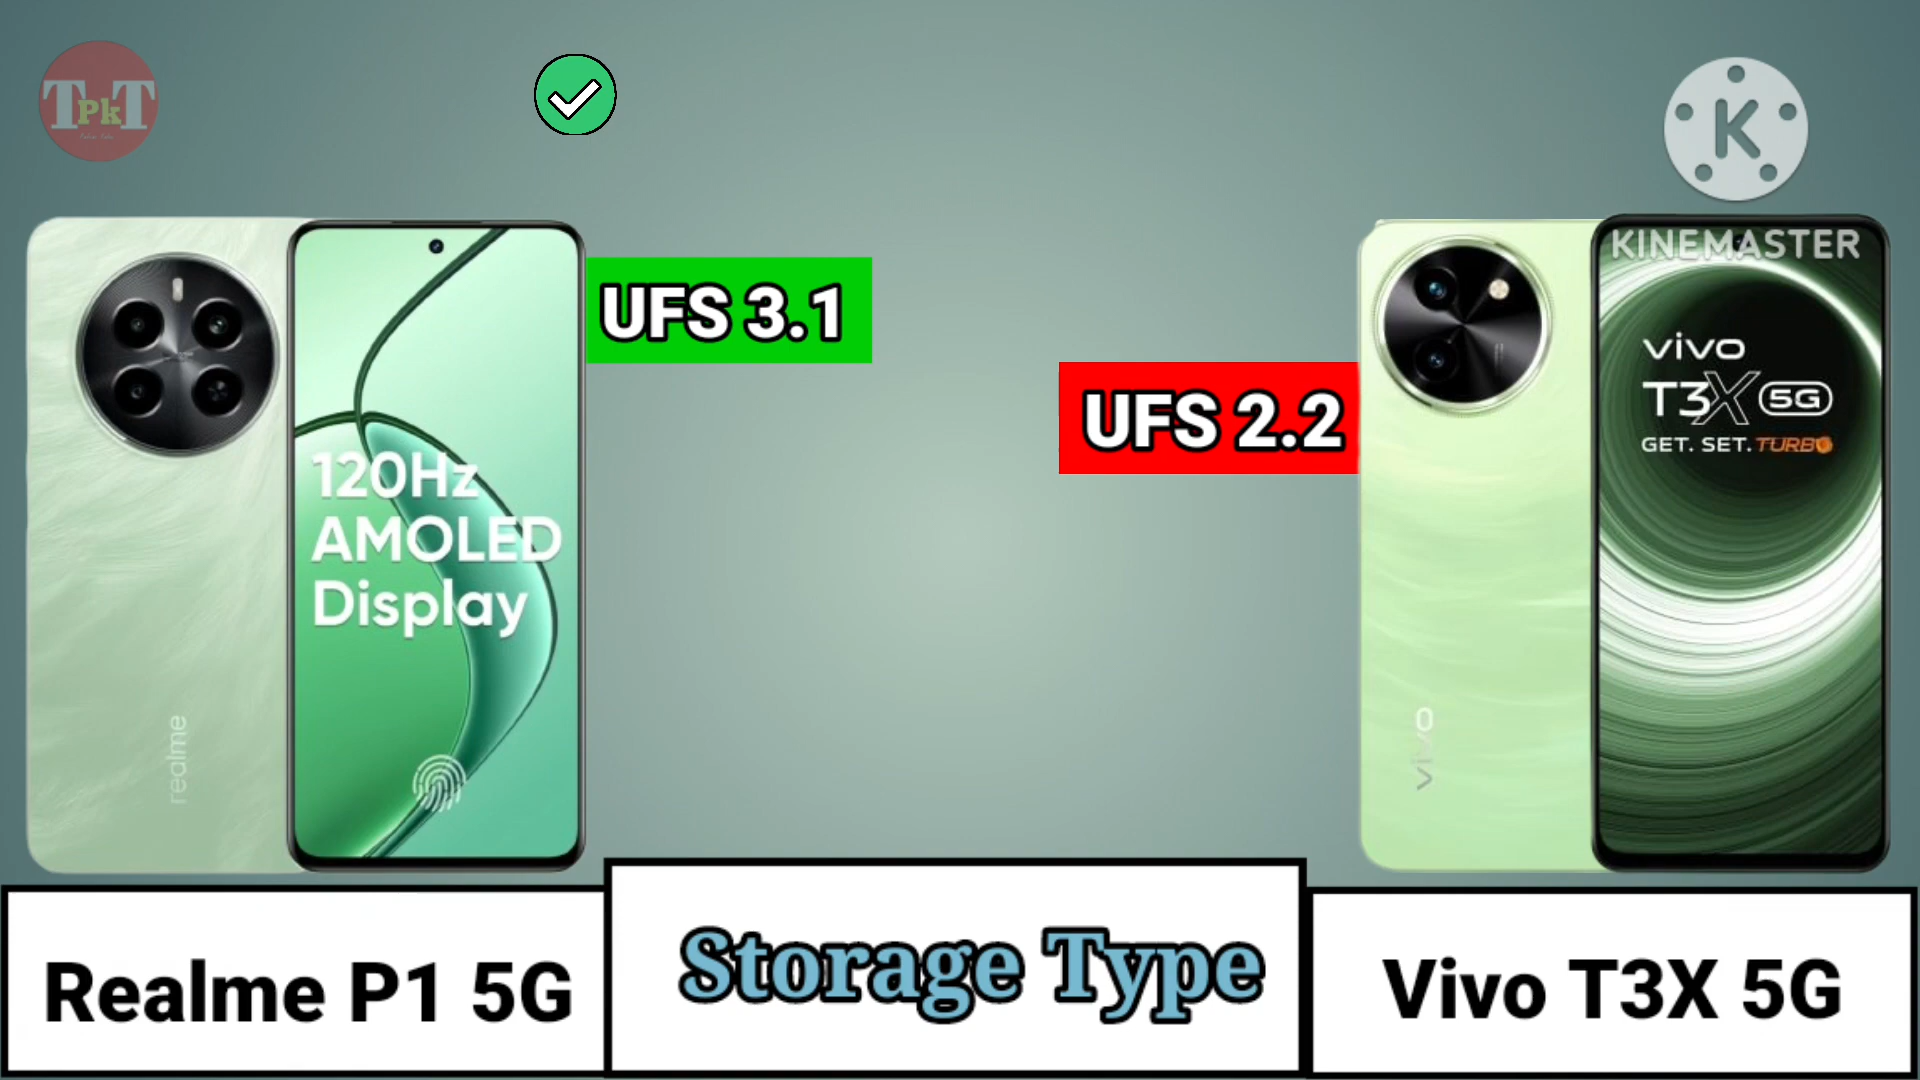 TPkT
K
KINEMASTER
UFS 3.1
vivo
T3X 5G
GET. SET. TURBO
UFS 2.2
120Hz
AMOLED
Display
realme
vivo
Realme P1 5G
Storage Type
Vivo T3X 5G